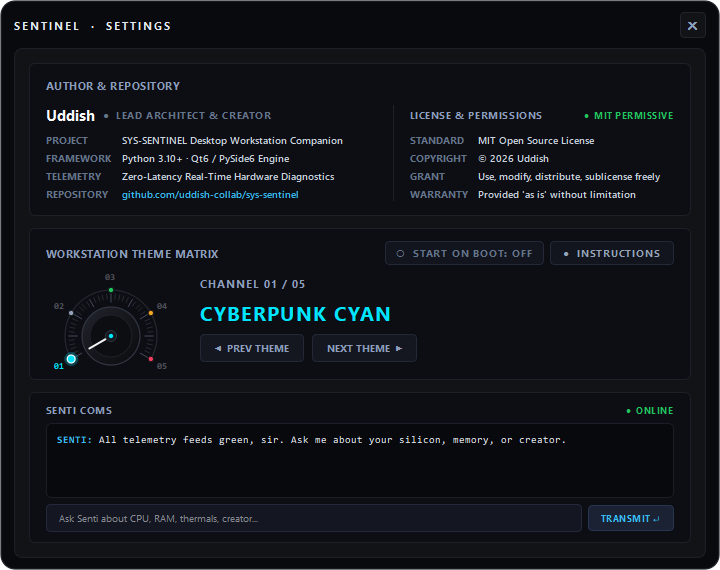 SENTINEL · SETTINGS
×
AUTHOR & REPOSITORY
Uddish • LEAD ARCHITECT & CREATOR
PROJECT SYS-SENTINEL Desktop Workstation Companion
FRAMEWORK Python 3.10+ · Qt6 / PySide6 Engine
TELEMETRY Zero-Latency Real-Time Hardware Diagnostics
REPOSITORY github.com/uddish-collab/sys-sentinel
LICENSE & PERMISSIONS • MIT PERMISSIVE
STANDARD MIT Open Source License
COPYRIGHT © 2026 Uddish
GRANT Use, modify, distribute, sublicense freely
WARRANTY Provided 'as is' without limitation
WORKSTATION THEME MATRIX
○ START ON BOOT: OFF
• INSTRUCTIONS
03
02 04
01 05
CHANNEL 01 / 05
CYBERPUNK CYAN
◄ PREV THEME
NEXT THEME ►
SENTI COMS
• ONLINE
SENTI: All telemetry feeds green, sir. Ask me about your silicon, memory, or creator.
Ask Senti about CPU, RAM, thermals, creator...
TRANSMIT ↵